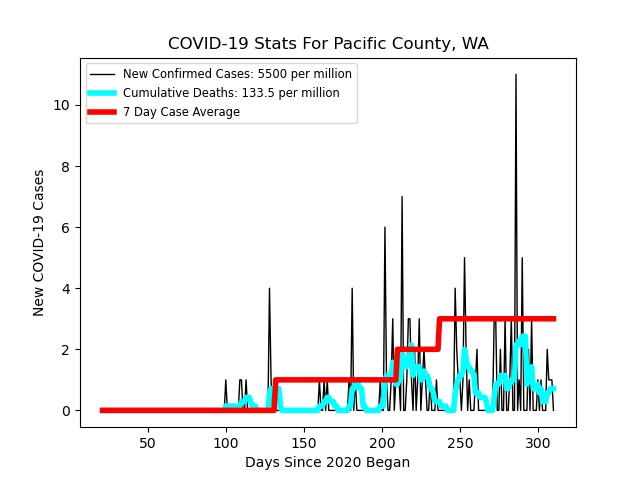 COVID-19 Stats For Pacific County, WA
New Confirmed Cases: 5500 per million
Cumulative Deaths: 133.5 per million
7 Day Case Average
New COVID-19 Cases
10
8
6
4
2
0
50 100 150 200 250 300
Days Since 2020 Began